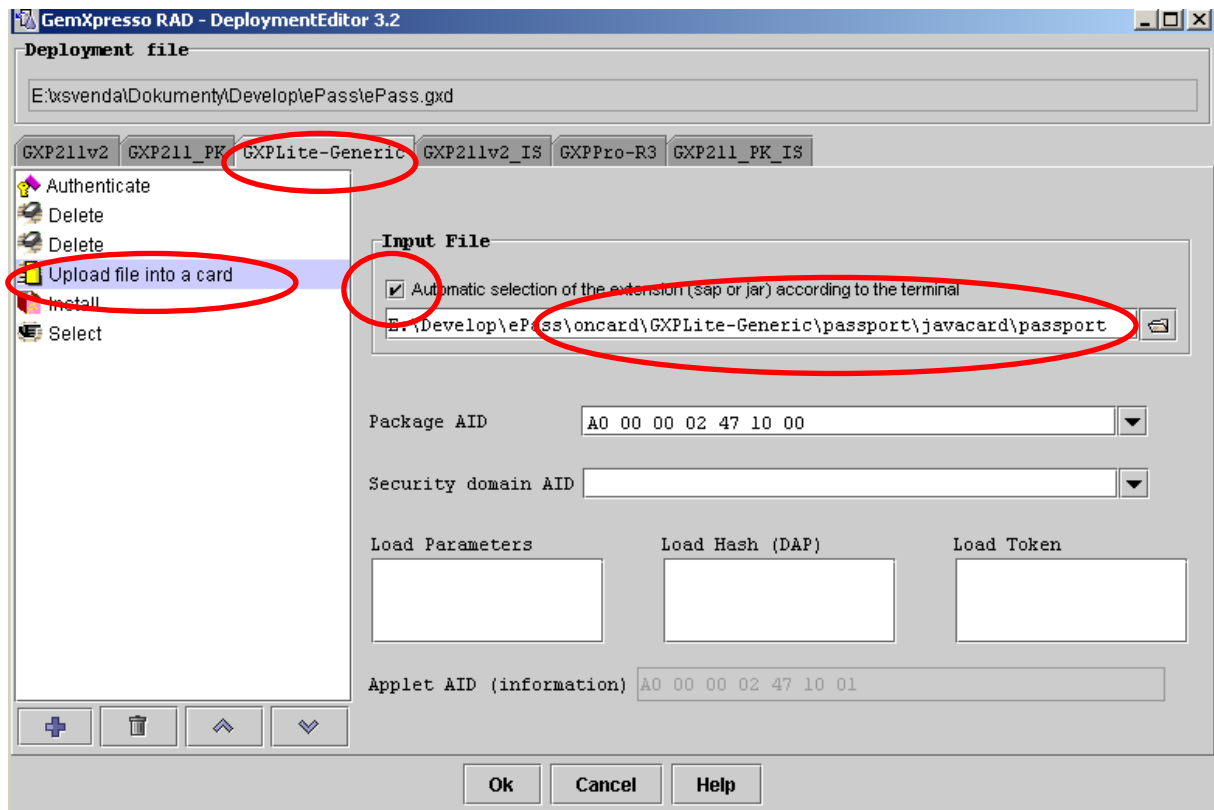 GemXpresso RAD - DeploymentEditor 3.2
Deployment file
E:\xsvenda\Dokumenty\Develop\ePass\ePass.gxd
GXP211v2 GXP211_PK GXPLite-Generic GXP211v2_IS GXPPro-R3 GXP211_PK_IS
Authenticate
Delete
Delete
Upload file into a card
Install
Select
Input File
Automatic selection of the extension (sap or jar) according to the terminal
E:\Develop\ePass\oncard\GXPLite-Generic\passport\javacard\passport
Package AID A0 00 00 02 47 10 00
Security domain AID
Load Parameters Load Hash (DAP) Load Token
Applet AID (information) A0 00 00 02 47 10 01
Ok Cancel Help